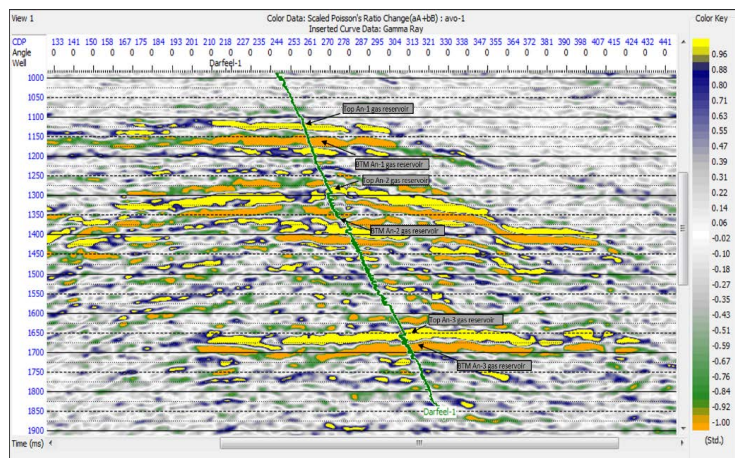 View 1
Color Data: Scaled Poisson's Ratio Change(aA+bB) : avo-1
Inserted Curve Data: Gamma Ray
Color Key
CDP 133 141 150 158 167 175 184 193 201 210 218 227 235 244 253 261 270 278 287 295 304 313 321 330 338 347 355 364 372 381 390 398 407 415 424 432 441
Angle 0 0 0 0 0 0 0 0 0 0 0 0 0 0 0 0 0 0 0 0 0 0 0 0 0 0 0 0 0 0 0 0 0 0 0 0 0
Well Darfeel-1
1000
1050
1100
Top An-1 gas reservoir
1150
BTM An-1 gas reservoir
1200
Top An-2 gas reservoir
1250
1300
1350
BTM An-2 gas reservoir
1400
1450
1500
1550
1600
Top An-3 gas reservoir
1650
1700
BTM An-3 gas reservoir
1750
1800
1850
Darfeel-1
1900
Time (ms)
0.96
0.88
0.80
0.71
0.63
0.55
0.47
0.39
0.31
0.22
0.14
0.06
-0.02
-0.10
-0.18
-0.27
-0.35
-0.43
-0.51
-0.59
-0.67
-0.76
-0.84
-0.92
-1.00
(Std.)